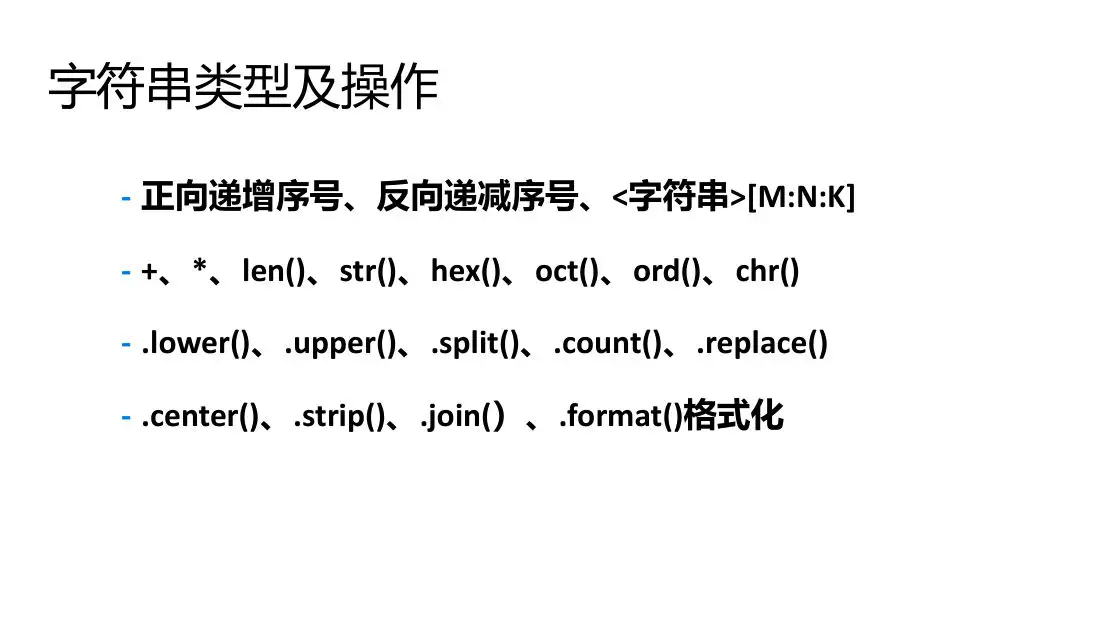 字符串类型及操作
- 正向递增序号、反向递减序号、<字符串>[M:N:K]
- +、*、len()、str()、hex()、oct()、ord()、chr()
- .lower()、.upper()、.split()、.count()、.replace()
- .center()、.strip()、.join(）、.format()格式化